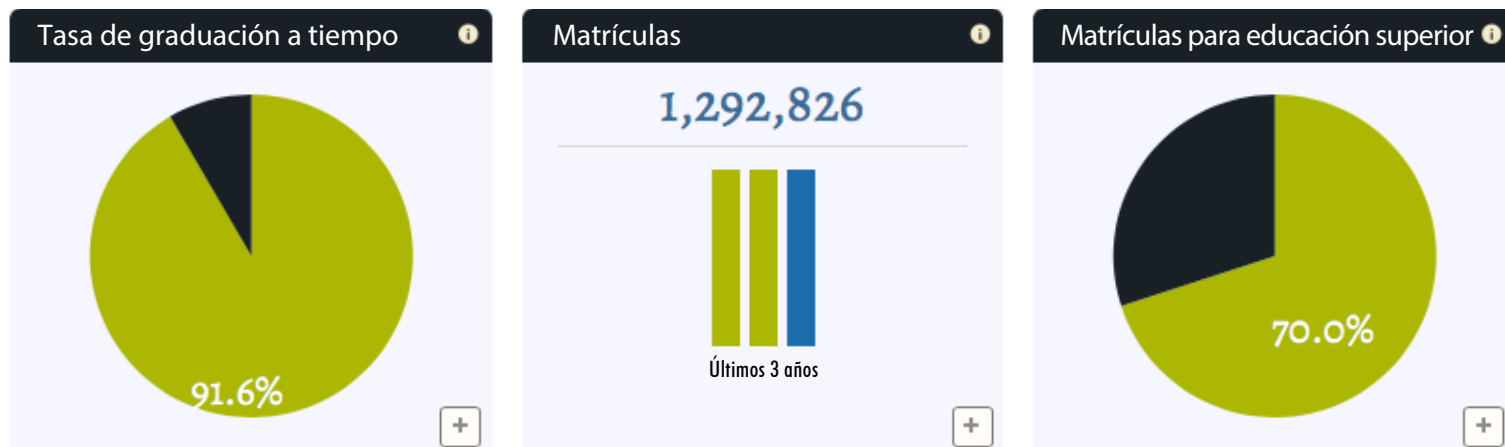 Tasa de graduación a tiempo
91.6%
Matrículas
1,292,826
Últimos 3 años
Matrículas para educación superior
70.0%